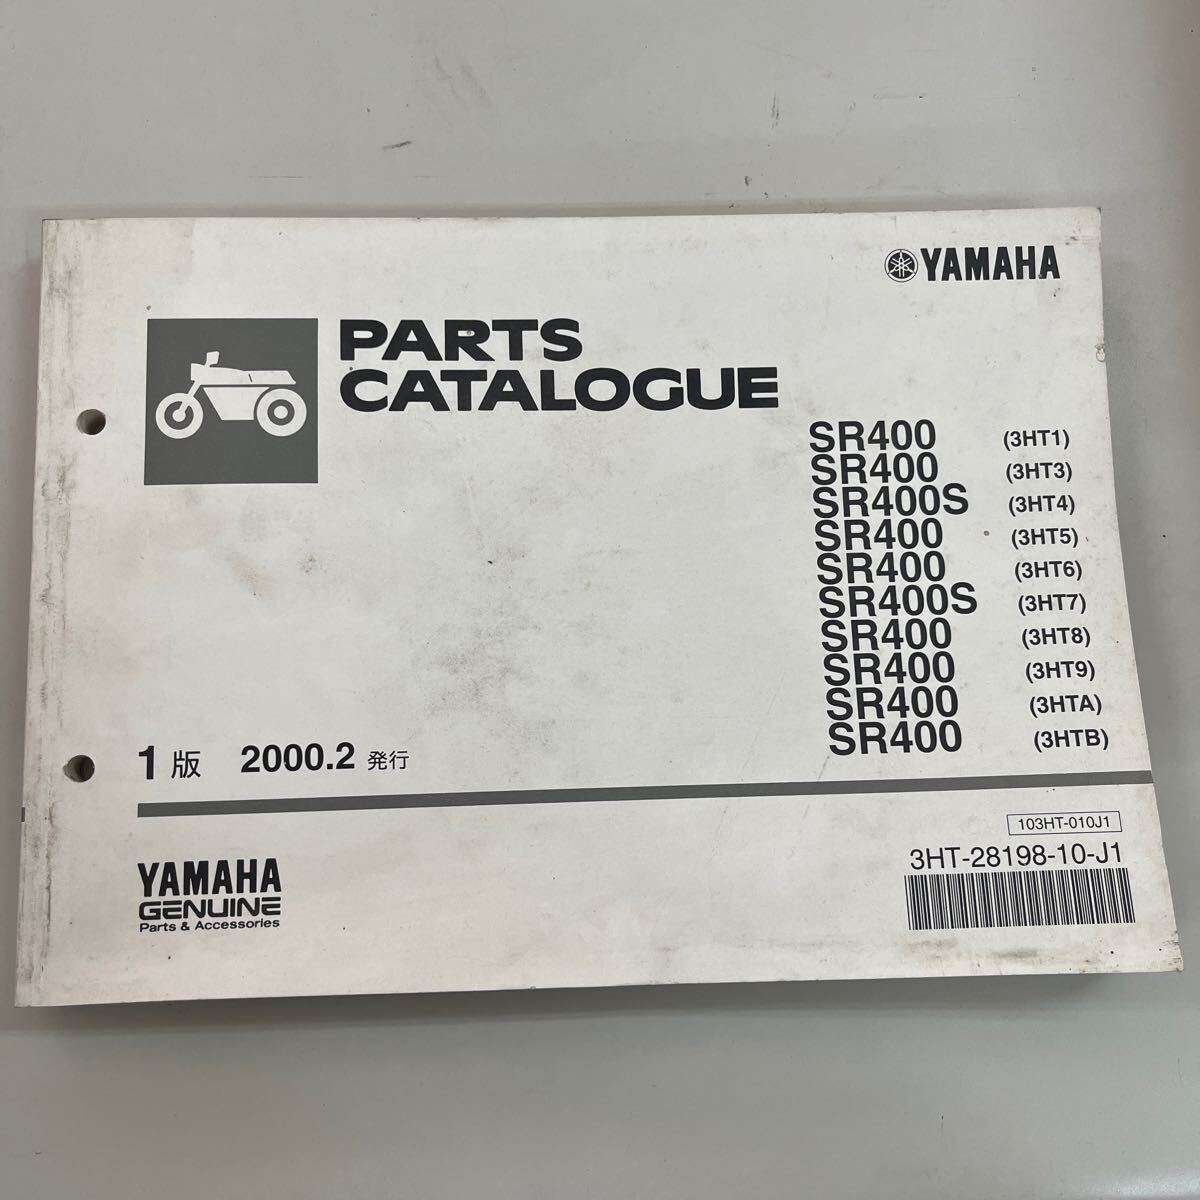 YAMAHA
PARTS
CATALOGUE
SR400 (3HT1)
SR400 (3HT3)
SR400S (3HT4)
SR400 (3HT5)
SR400 (3HT6)
SR400S (3HT7)
SR400 (3HT8)
SR400 (3HT9)
SR400 (3HTA)
SR400 (3HTB)
1版 2000.2 発行
103HT-010J1
3HT-28198-10-J1
YAMAHA
GENUINE
Parts & Accessories